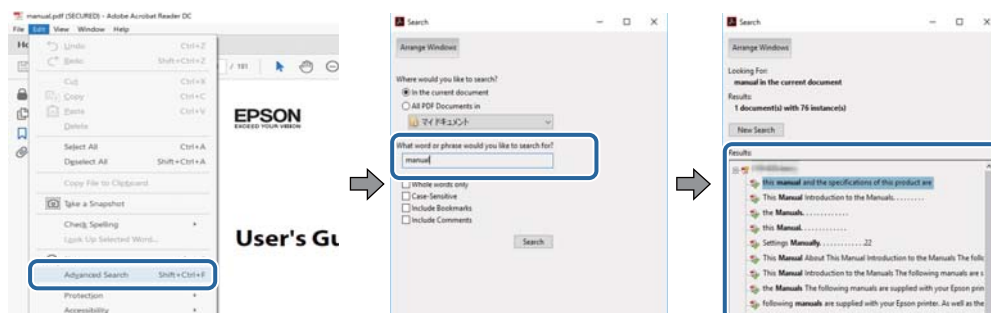 manual.pdf (SECURED) - Adobe Acrobat Reader DC
File Edit View Window Help
Undo Ctrl+Z
Redo Shift+Ctrl+Z
Cut Ctrl+X
Copy Ctrl+C
Paste Ctrl+V
Delete
Select All Ctrl+A
Deselect All Shift+Ctrl+A
Copy File to Clipboard
Take a Snapshot
Check Spelling
Look Up Selected Word...
Advanced Search Shift+Ctrl+F
Protection
Accessibility
/ 191
EPSON
EXCEED YOUR VISION
User's Gu
Search
Arrange Windows
Where would you like to search?
In the current document
All PDF Documents in
マイ ドキュメント
What word or phrase would you like to search for?
manual
Whole words only
Case-Sensitive
Include Bookmarks
Include Comments
Search
Search
Arrange Windows
Looking For:
manual in the current document
Results:
1 document(s) with 76 instance(s)
New Search
Results:
this manual and the specifications of this product are
This Manual Introduction to the Manuals. . . . . . . . .
the Manuals. . . . . . . . . . . . .
this Manual. . . . . . . . . . . . .
Settings Manually. . . . . . . . . . . . 22
This Manual About This Manual Introduction to the Manuals The follo
This Manual Introduction to the Manuals The following manuals are s
the Manuals The following manuals are supplied with your Epson prin
following manuals are supplied with your Epson printer. As well as the